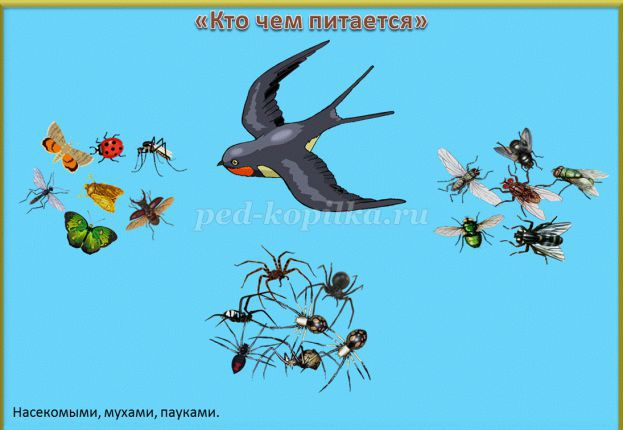 «Кто чем питается»
ped-kopilka.ru
Насекомыми, мухами, пауками.